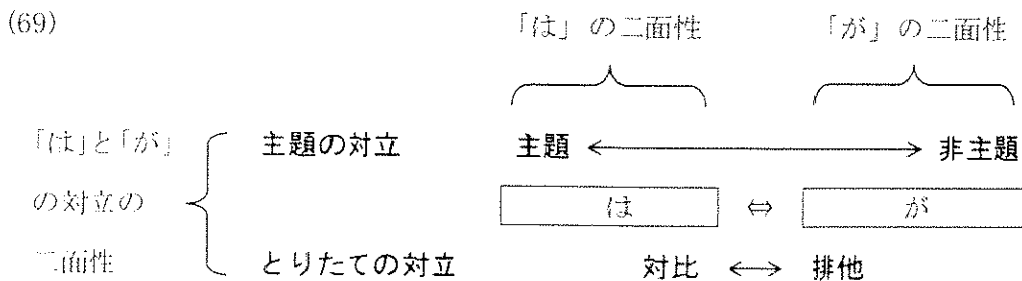 (69)
「は」の二面性 「が」の二面性
「は」と「が」 主題の対立 主題 ←→ 非主題
の対立の は ⇔ が
二面性 とりたての対立 対比 ←→ 排他